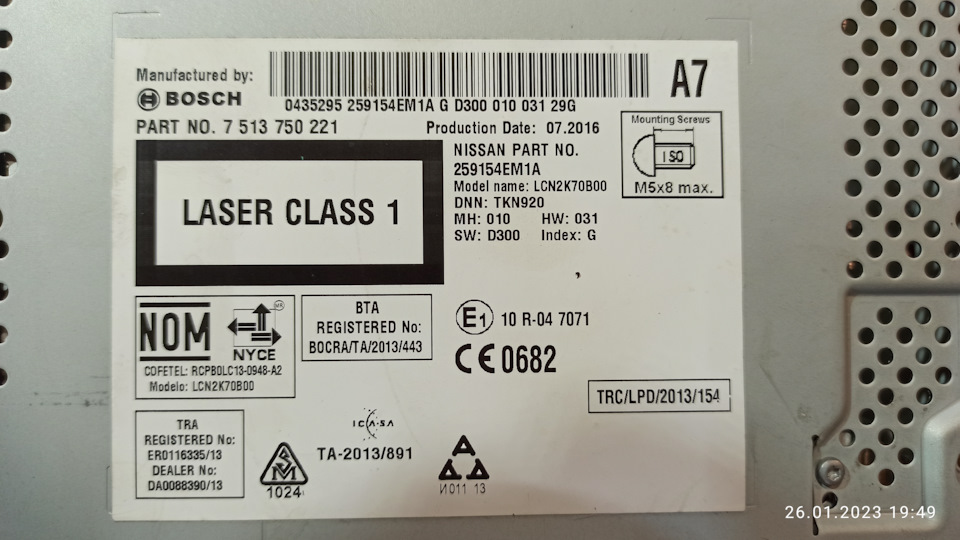 Manufactured by:
BOSCH
0435295 259154EM1A G D300 010 031 29G
A7
PART NO. 7 513 750 221
Production Date: 07.2016
LASER CLASS 1
NISSAN PART NO.
259154EM1A
Model name: LCN2K70B00
DNN: TKN920
MH: 010 HW: 031
SW: D300 Index: G
Mounting Screws
ISO
M5x8 max.
NOM
NYCE
COFETEL: RCPBOLC13-0948-A2
Modelo: LCN2K70B00
BTA
REGISTERED No:
BOCRA/TA/2013/443
E1 10 R-04 7071
CE 0682
TRC/LPD/2013/154
TRA
REGISTERED No:
ER0116335/13
DEALER No:
DA0088390/13
1024
ICASA
TA-2013/891
И011 13
26.01.2023 19:49